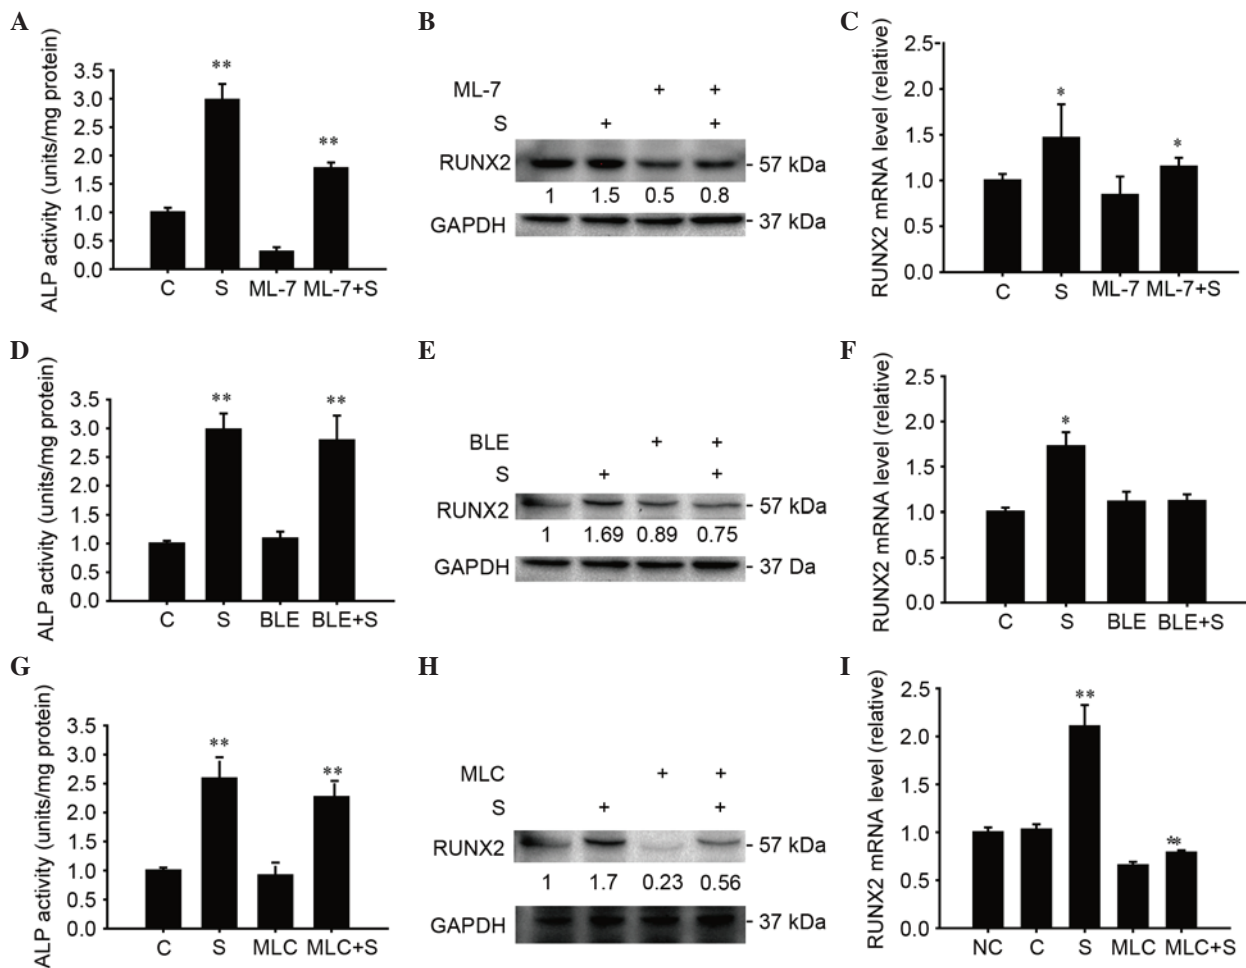 A
ALP activity (units/mg protein)
3.5
3.0
2.5
2.0
1.5
1.0
0.5
0.0
**
**
C S ML-7 ML-7+S
B
ML-7 + +
S + +
RUNX2 - 57 kDa
1 1.5 0.5 0.8
GAPDH - 37 kDa
C
RUNX2 mRNA level (relative)
2.5
2.0
1.5
1.0
0.5
0.0
*
*
C S ML-7 ML-7+S
D
ALP activity (units/mg protein)
3.5
3.0
2.5
2.0
1.5
1.0
0.5
0.0
** **
C S BLE BLE+S
E
BLE + +
S + +
RUNX2 - 57 kDa
1 1.69 0.89 0.75
GAPDH - 37 Da
F
RUNX2 mRNA level (relative)
2.5
2.0
1.5
1.0
0.5
0.0
*
C S BLE BLE+S
G
ALP activity (units/mg protein)
3.5
3.0
2.5
2.0
1.5
1.0
0.5
0.0
**
**
C S MLC MLC+S
H
MLC + +
S + +
RUNX2 - 57 kDa
1 1.7 0.23 0.56
GAPDH - 37 kDa
I
RUNX2 mRNA level (relative)
2.5
2.0
1.5
1.0
0.5
0.0
**
**
NC C S MLC MLC+S